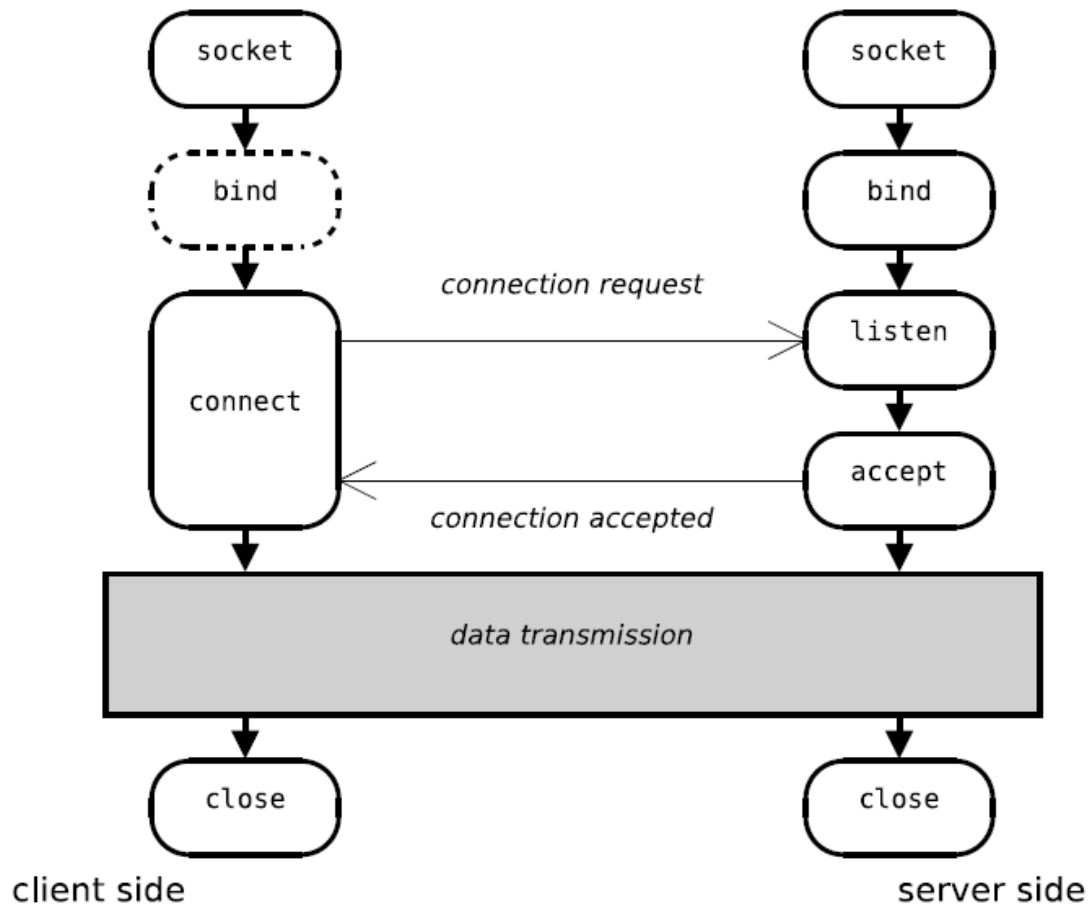 socket
socket
bind
bind
connection request
listen
connect
accept
connection accepted
data transmission
close
close
client side
server side